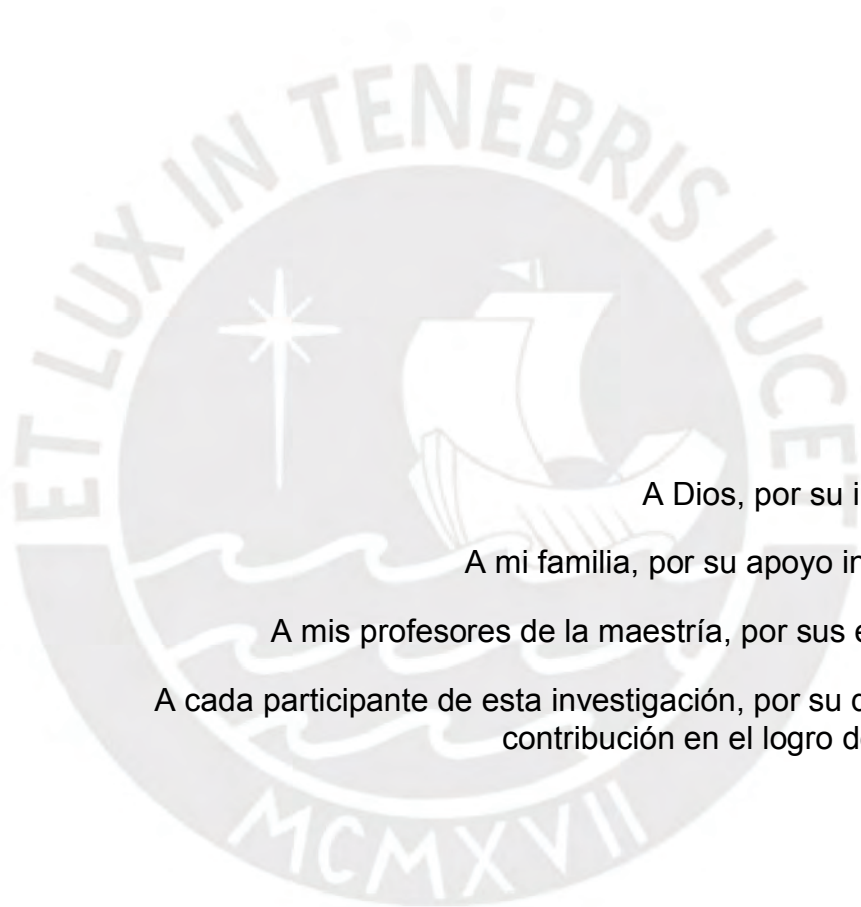 ET LUX IN TENEBRIS LUCET
A Dios, por su
A mi familia, por su apoyo
A mis profesores de la maestría, por sus
A cada participante de esta investigación, por su
contribución en el logro
MCMXVII